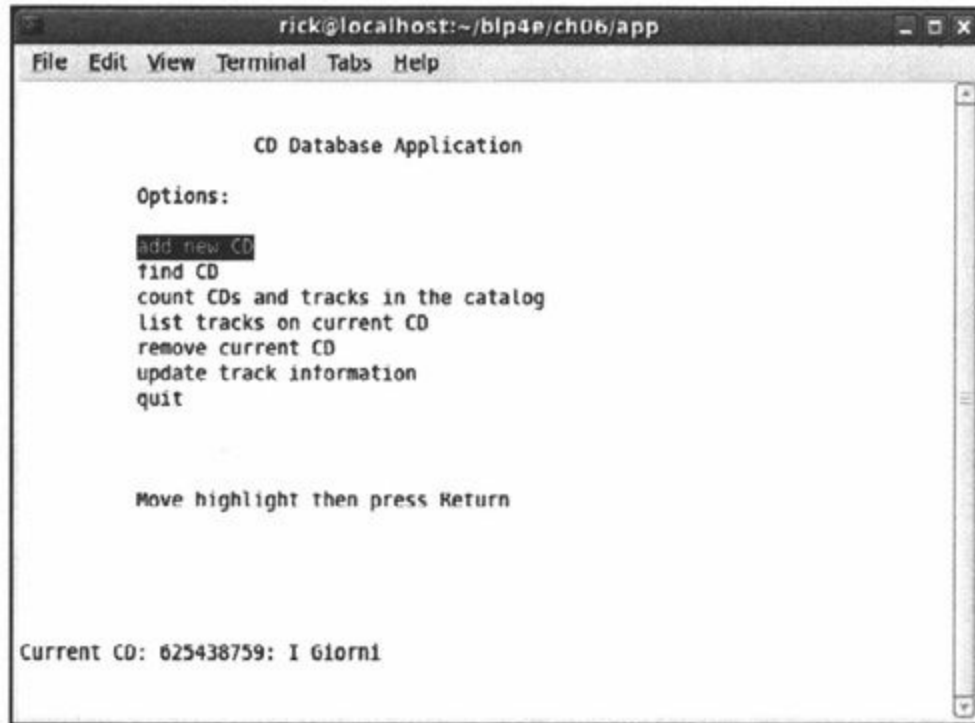 rick@localhost:~/blp4e/ch06/app
File Edit View Terminal Tabs Help
CD Database Application
Options:
add new CD
find CD
count CDs and tracks in the catalog
list tracks on current CD
remove current CD
update track information
quit
Move highlight then press Return
Current CD: 625438759: I Giorni